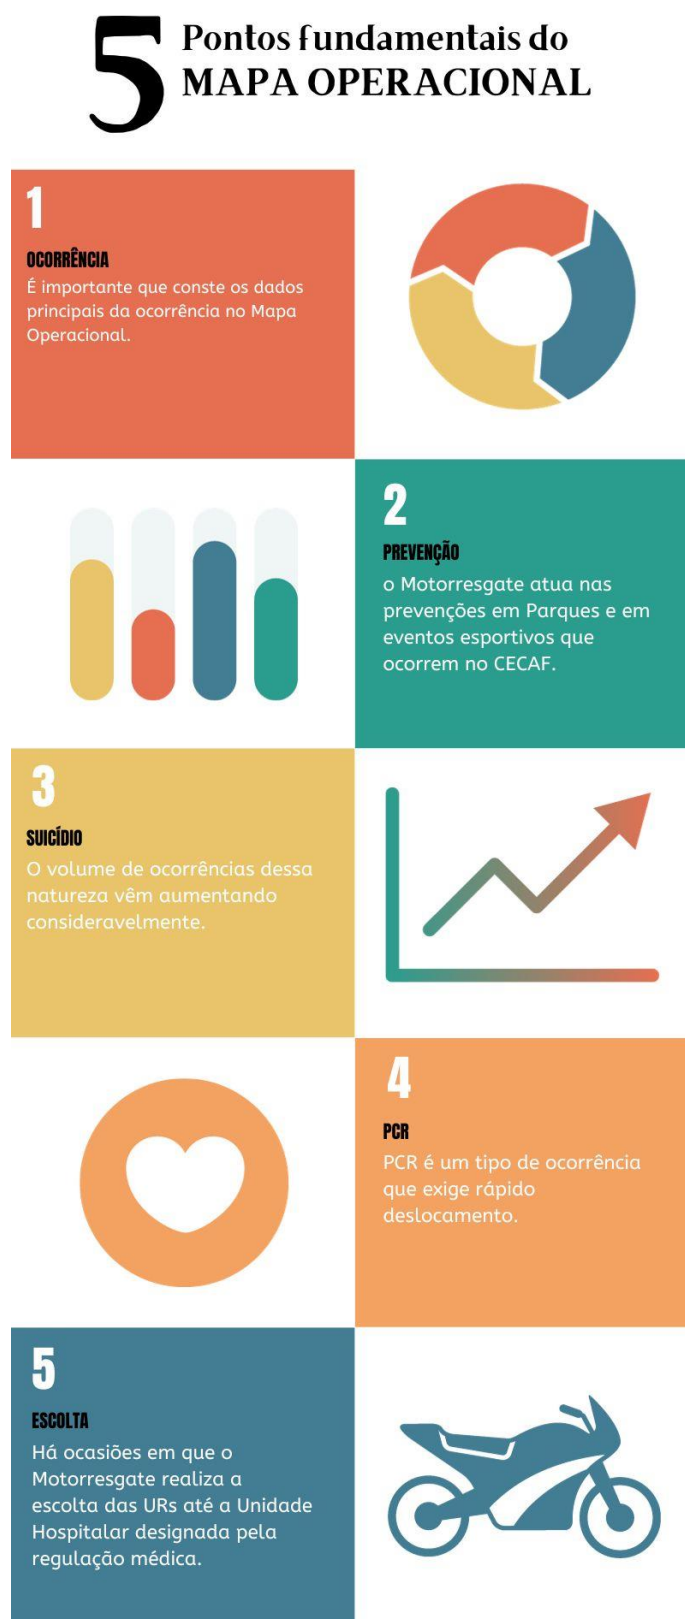 5
Pontos fundamentais do
MAPA OPERACIONAL
1
OCORRÊNCIA
É importante que conste os dados
principais da ocorrência no Mapa
Operacional.
2
PREVENÇÃO
o Motorresgate atua nas
prevenções em Parques e em
eventos esportivos que
ocorrem no CECAF.
3
SUICÍDIO
O volume de ocorrências dessa
natureza vêm aumentando
consideravelmente.
4
PCR
PCR é um tipo de ocorrência
que exige rápido
deslocamento.
5
ESCOLTA
Há ocasiões em que o
Motorresgate realiza a
escolta das URs até a Unidade
Hospitalar designada pela
regulação médica.